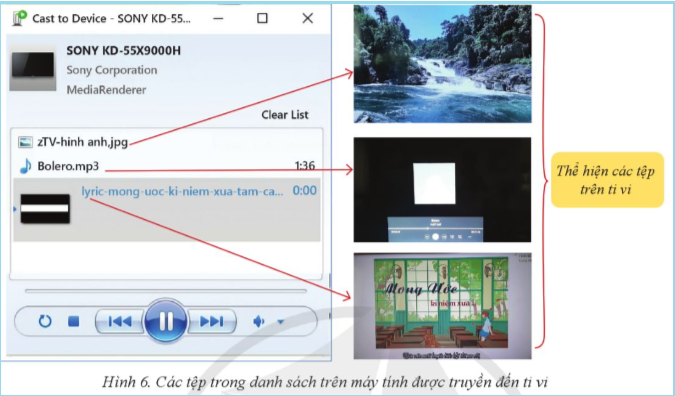 Cast to Device - SONY KD-55...
SONY KD-55X9000H
Sony Corporation
MediaRenderer
Clear List
zTV-hinh anh.jpg
Bolero.mp3 1:36
lyric-mong-uoc-ki-niem-xua-tam-ca... 0:00
Mong Ước
kỉ niệm xưa
Thể hiện các tệp
trên ti vi
Hình 6. Các tệp trong danh sách trên máy tính được truyền đến ti vi